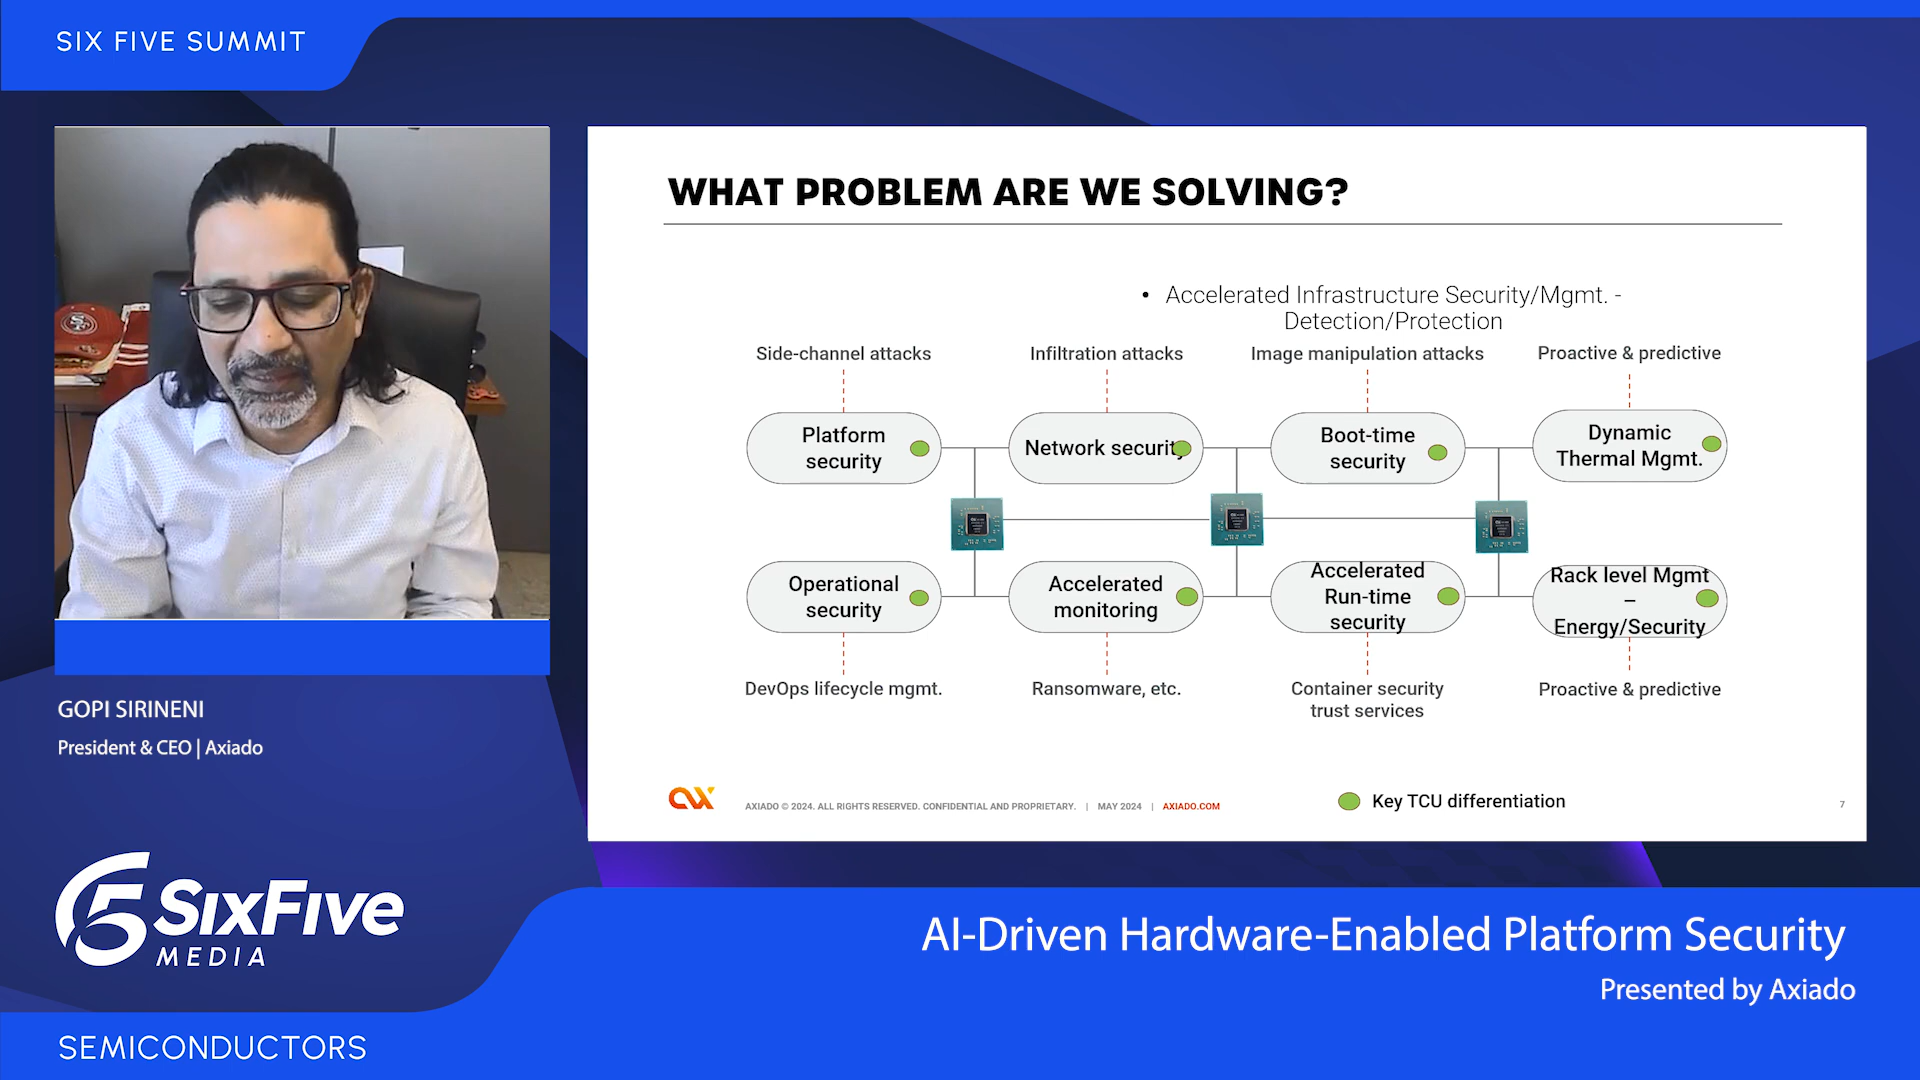 SIX FIVE SUMMIT
SF
GOPI SIRINENI
President & CEO | Axiado
WHAT PROBLEM ARE WE SOLVING?
• Accelerated Infrastructure Security/Mgmt. -
Detection/Protection
Side-channel attacks
Infiltration attacks
Image manipulation attacks
Proactive & predictive
Platform
security
Network security
Boot-time
security
Dynamic
Thermal Mgmt.
Operational
security
Accelerated
monitoring
Accelerated
Run-time
security
Rack level Mgmt
–
Energy/Security
DevOps lifecycle mgmt.
Ransomware, etc.
Container security
trust services
Proactive & predictive
AXIADO © 2024. ALL RIGHTS RESERVED. CONFIDENTIAL AND PROPRIETARY. | MAY 2024 | AXIADO.COM
Key TCU differentiation
7
65 SixFive
MEDIA
AI-Driven Hardware-Enabled Platform Security
Presented by Axiado
SEMICONDUCTORS